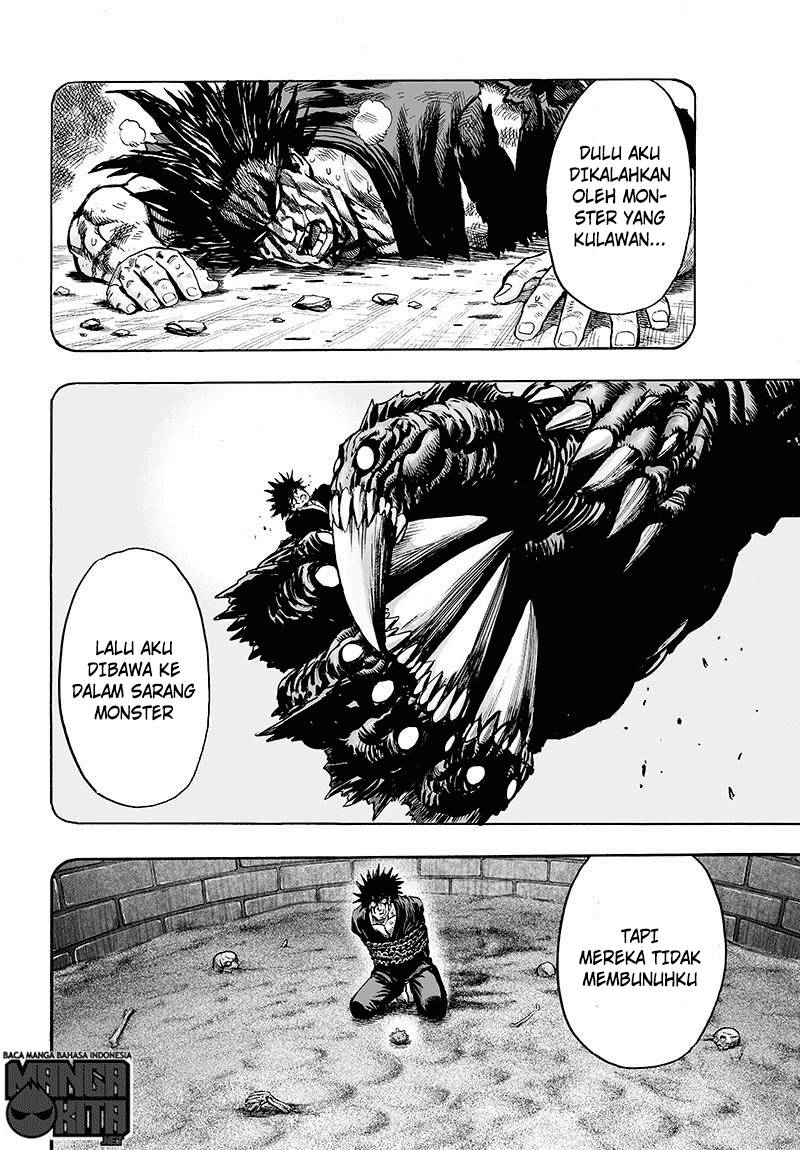 DULU AKU
DIKALAHKAN
OLEH MON-
STER YANG
KULAWAN...
LALU AKU
DIBAWA KE
DALAM SARANG
MONSTER
TAPI
MEREKA TIDAK
MEMBUNUHKU
BACA MANGA BAHASA INDONESIA
MANGA
KITA
.NET